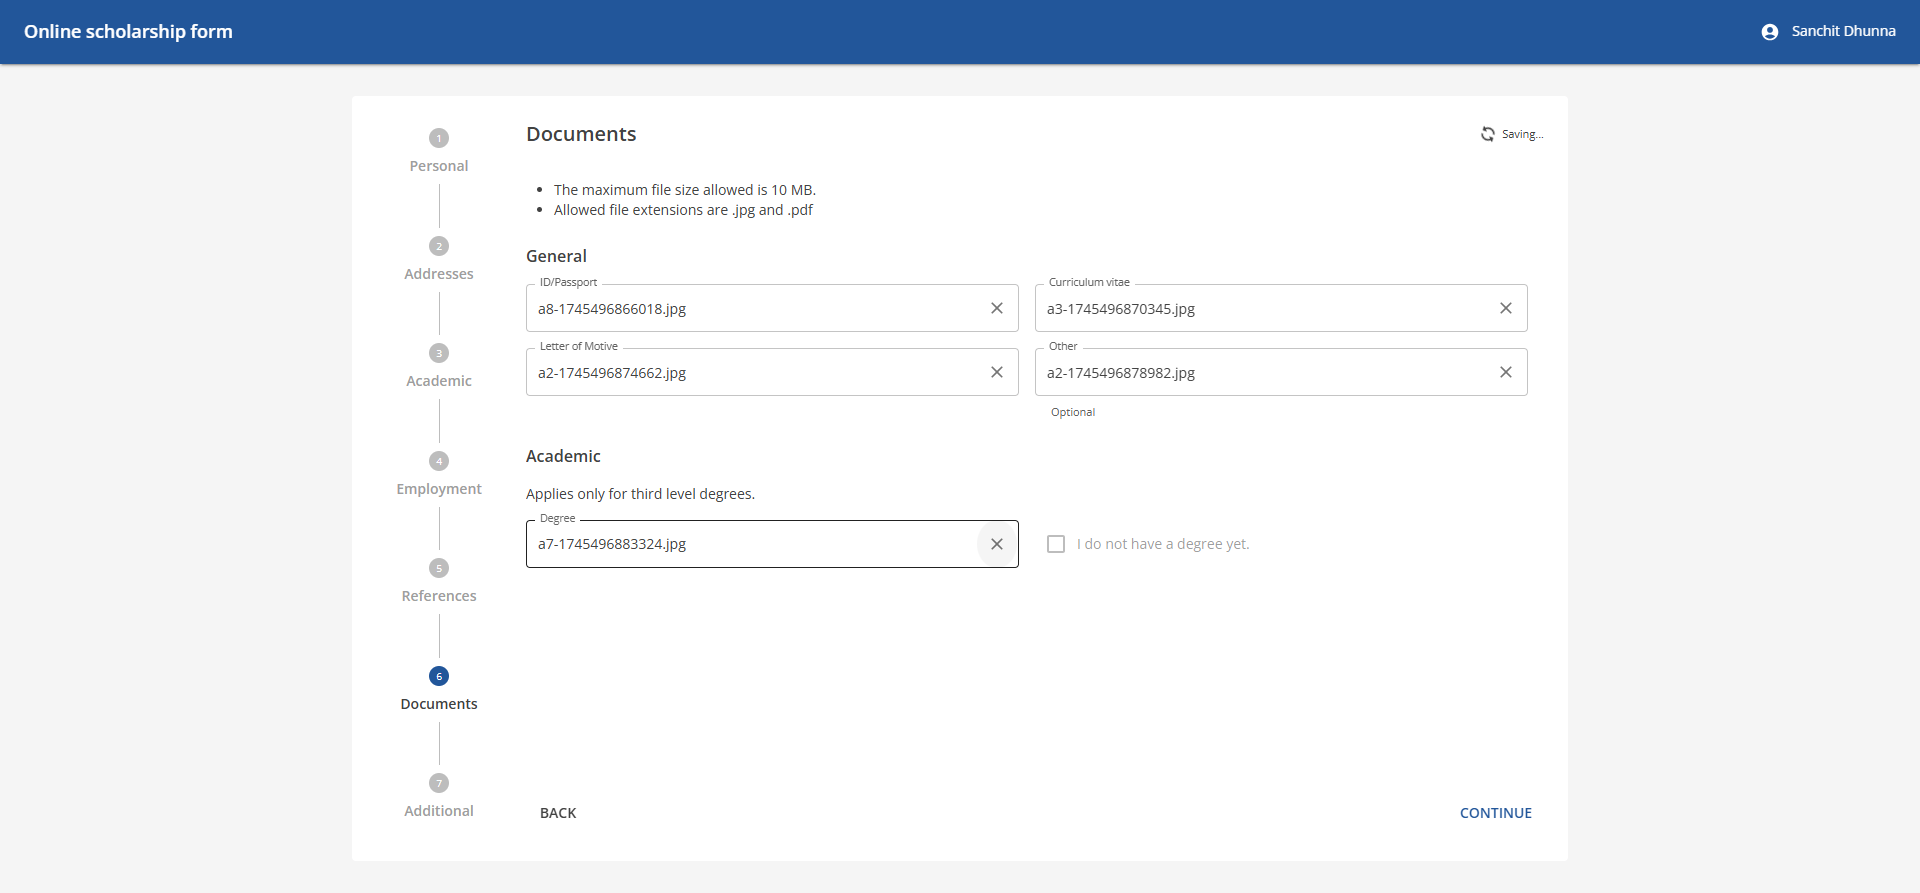 Online scholarship form
Sanchit Dhunna
1
Personal
2
Addresses
3
Academic
4
Employment
5
References
6
Documents
7
Additional
Documents
Saving...
• The maximum file size allowed is 10 MB.
• Allowed file extensions are .jpg and .pdf
General
ID/Passport
a8-1745496866018.jpg
Curriculum vitae
a3-1745496870345.jpg
Letter of Motive
a2-1745496874662.jpg
Other
a2-1745496878982.jpg
Optional
Academic
Applies only for third level degrees.
Degree
a7-1745496883324.jpg
I do not have a degree yet.
BACK
CONTINUE